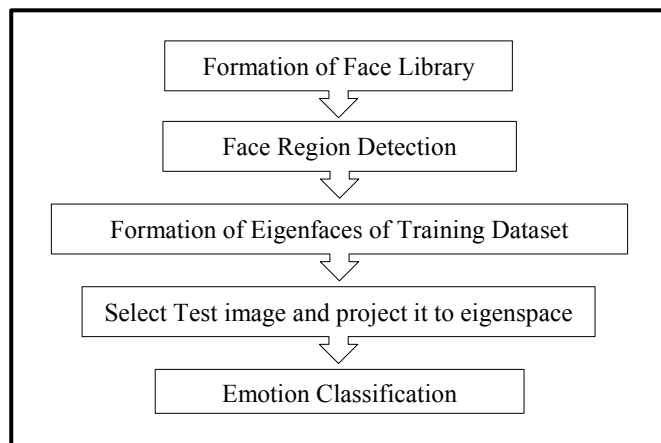 Formation of Face Library
Face Region Detection
Formation of Eigenfaces of Training Dataset
Select Test image and project it to eigenspace
Emotion Classification